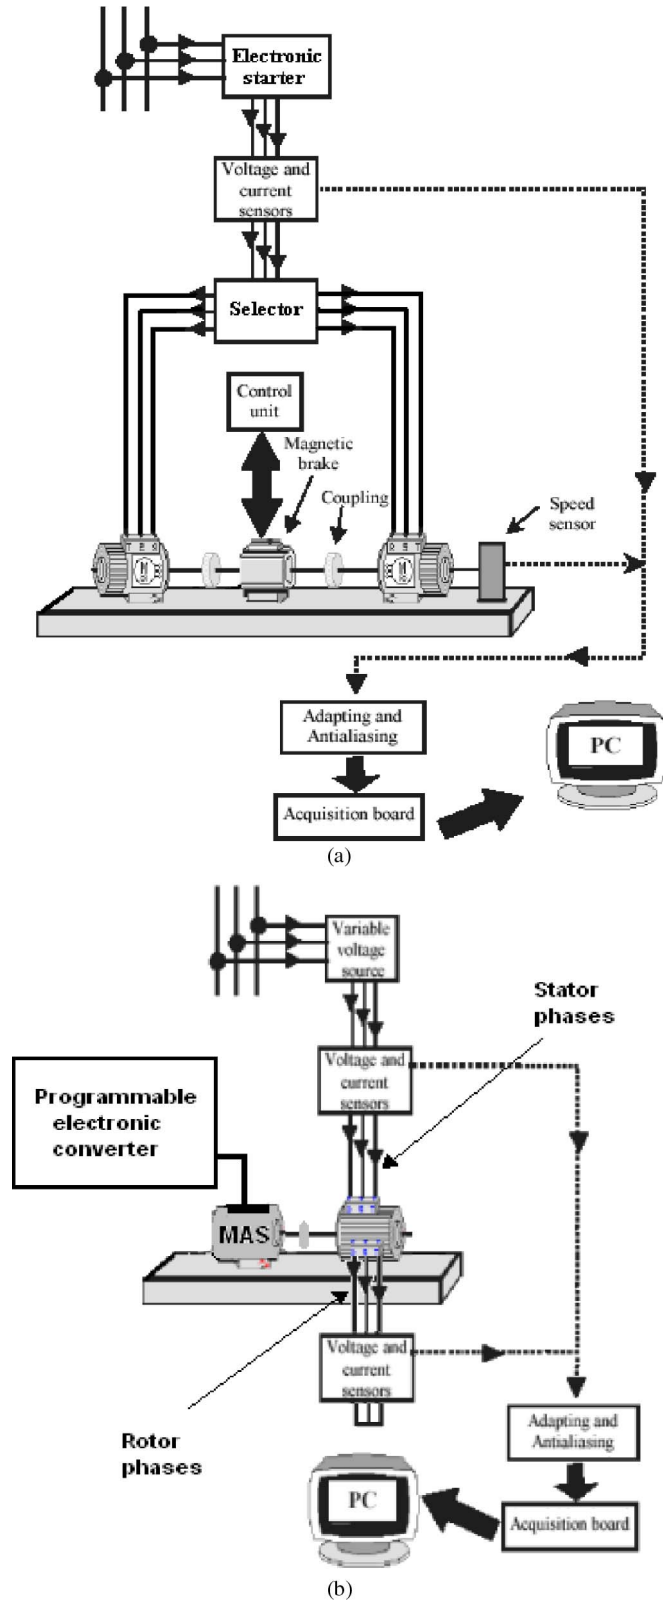 Electronic
starter
Voltage and
current
sensors
Selector
Control
unit
Magnetic
brake
Coupling
Speed
sensor
Adapting and
Antialiasing
PC
Acquisition board
(a)
Variable
voltage
source
Stator
phases
Voltage and
current
sensors
Programmable
electronic
converter
MAS
Voltage and
current
sensors
Rotor
phases
Adapting and
Antialiasing
PC
Acquisition board
(b)